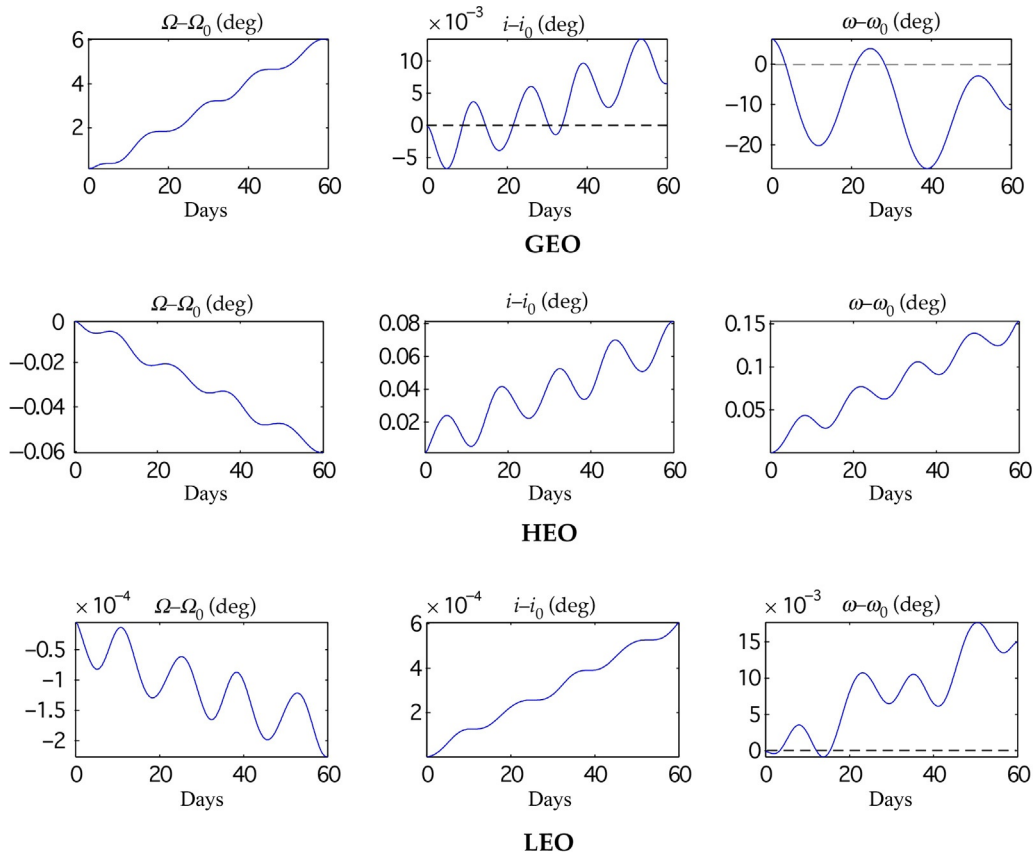 Ω–Ω₀ (deg)
× 10⁻³
i–i₀ (deg)
ω–ω₀ (deg)
6
4
2
0 20 40 60
Days
10
5
0
−5
0 20 40 60
Days
0
−10
−20
0 20 40 60
Days
GEO
Ω–Ω₀ (deg)
i–i₀ (deg)
ω–ω₀ (deg)
0
−0.02
−0.04
−0.06
0 20 40 60
Days
0.08
0.06
0.04
0.02
0 20 40 60
Days
0.15
0.1
0.05
0 20 40 60
Days
HEO
× 10⁻⁴
Ω–Ω₀ (deg)
× 10⁻⁴
i–i₀ (deg)
× 10⁻³
ω–ω₀ (deg)
−0.5
−1
−1.5
−2
0 20 40 60
Days
6
4
2
0 20 40 60
Days
15
10
5
0
0 20 40 60
Days
LEO